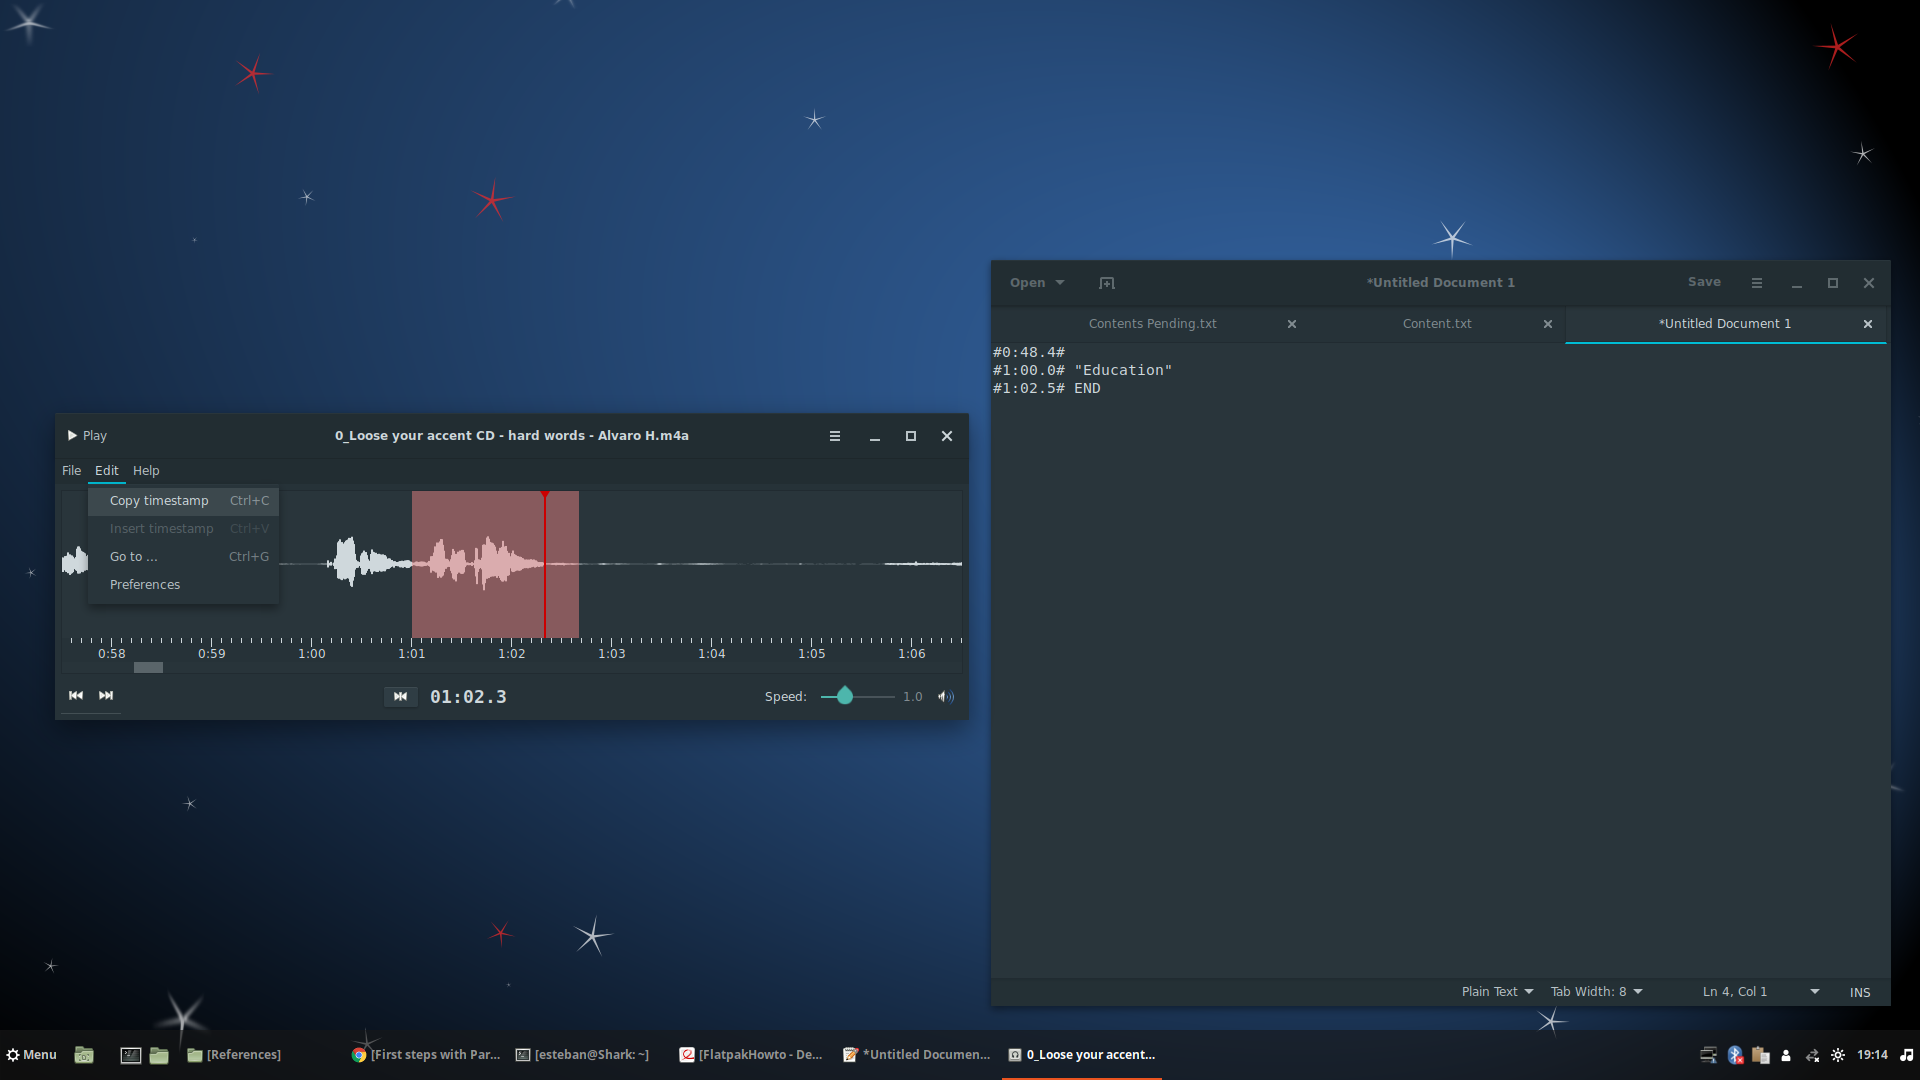 Open
*Untitled Document 1
Save
Contents Pending.txt
Content.txt
*Untitled Document 1
#0:48.4#
#1:00.0# "Education"
#1:02.5# END
Plain Text
Tab Width: 8
Ln 4, Col 1
INS
Play
0_Loose your accent CD - hard words - Alvaro H.m4a
File Edit Help
Copy timestamp Ctrl+C
Insert timestamp Ctrl+V
Go to ... Ctrl+G
Preferences
0:58 0:59 1:00 1:01 1:02 1:03 1:04 1:05 1:06
01:02.3
Speed: 1.0
Menu [References] [First steps with Par... [esteban@Shark: ~] [FlatpakHowto - De... *Untitled Documen... 0_Loose your accent... 19:14